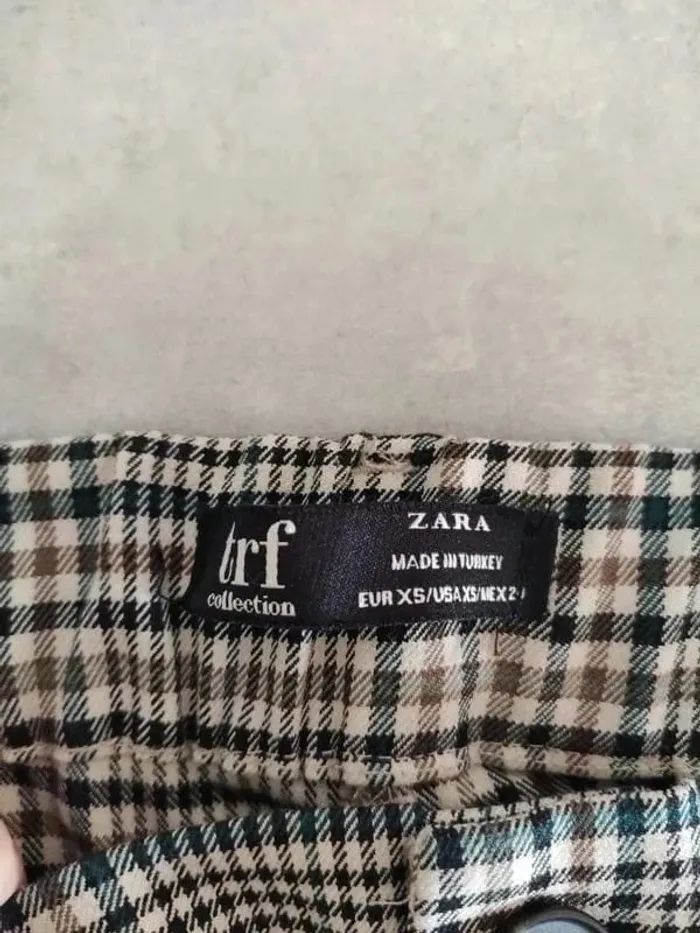 trf
collection
ZARA
MADE IN TURKEY
EUR XS/USA XS/MEX